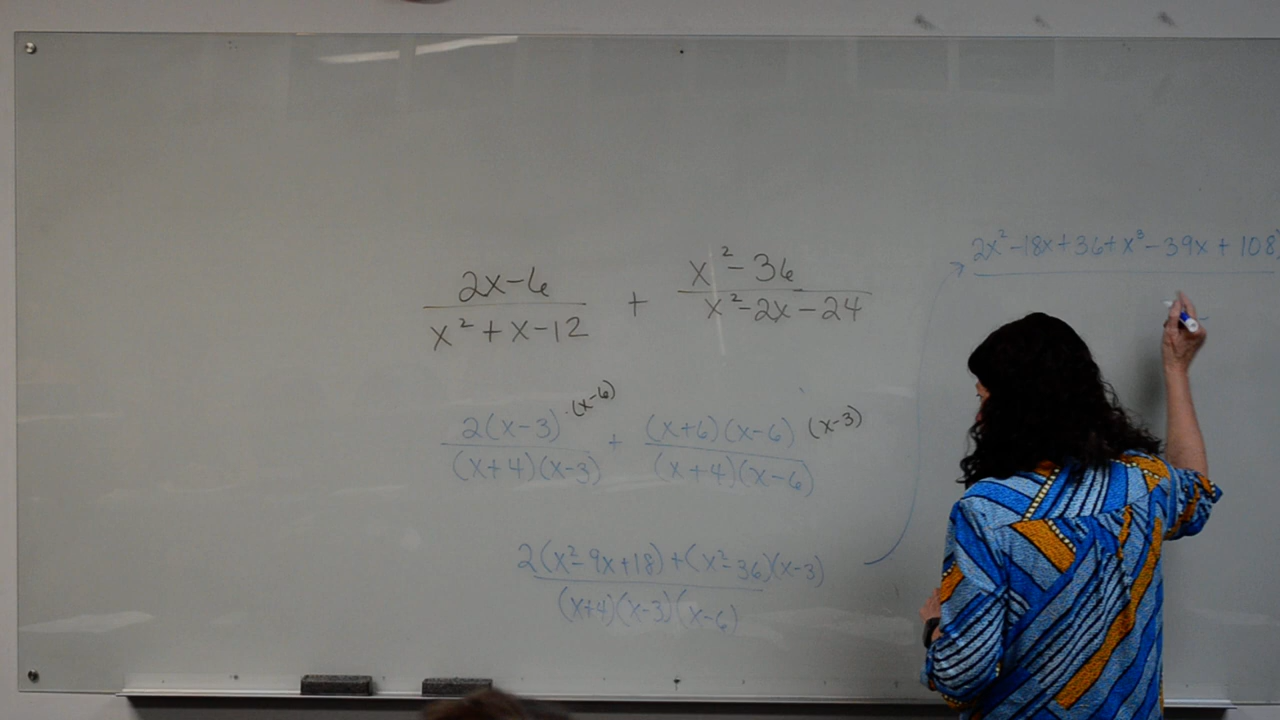 2x-6 / x²+x-12 + x²-36 / x²-2x-24
2(x-3)·(x-6) / (x+4)(x-3) + (x+6)(x-6)(x-3) / (x+4)(x-6)
2(x²-9x+18)+(x²-36)(x-3) / (x+4)(x-3)(x-6)
2x²-18x+36+x³-39x+108